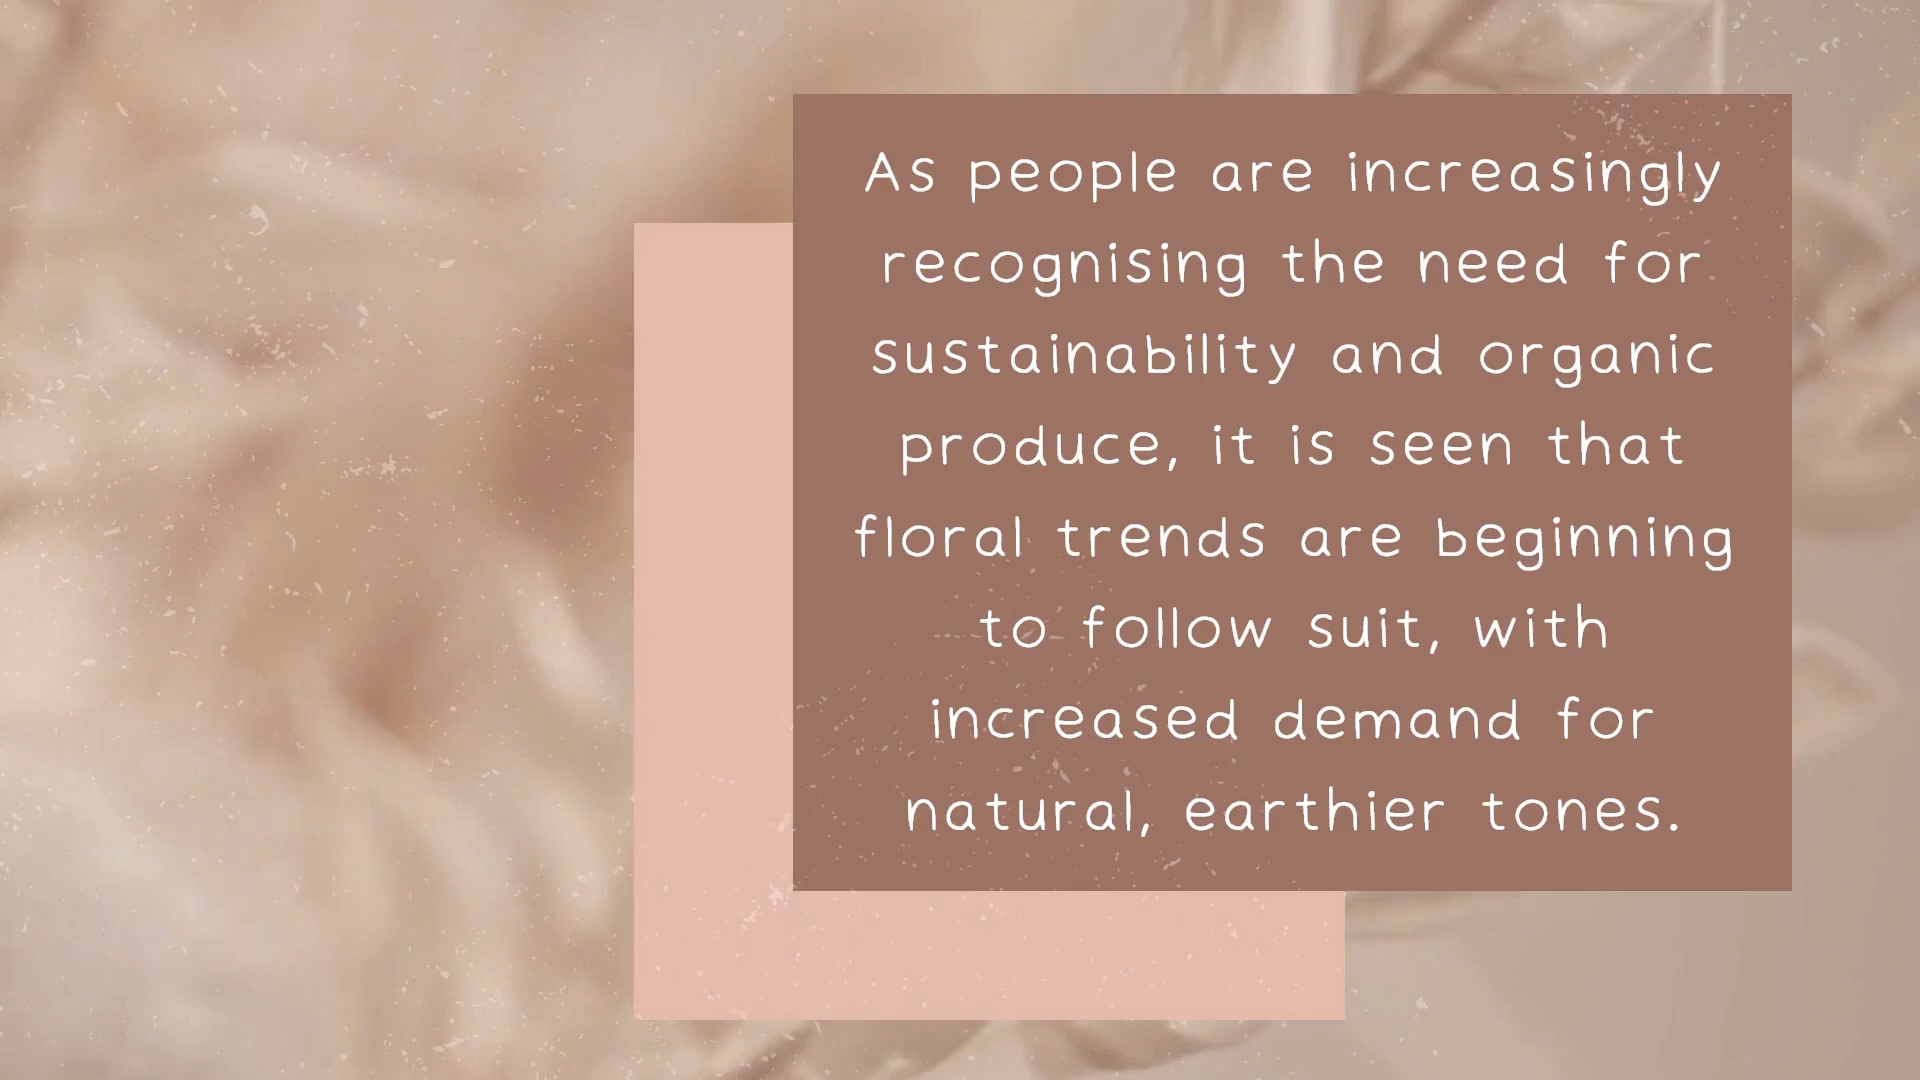 As people are increasingly
recognising the need for
sustainability and organic
produce, it is seen that
floral trends are beginning
to follow suit, with
increased demand for
natural, earthier tones.